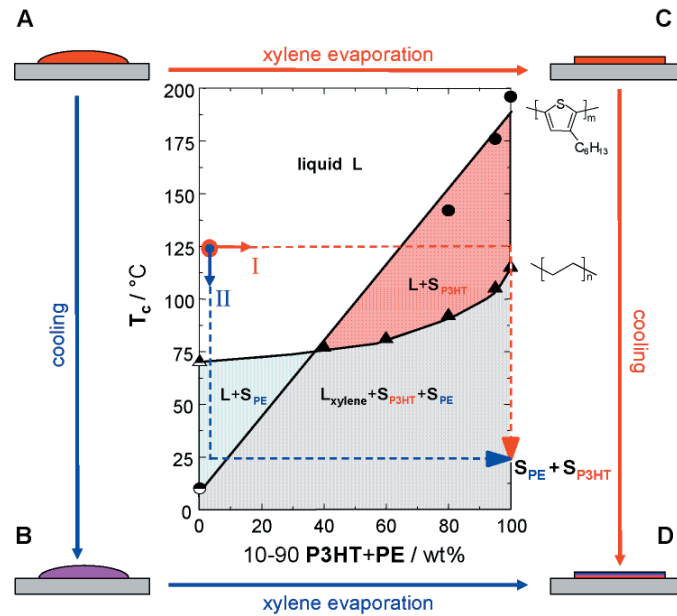 A
C
xylene evaporation
200
175
150
125
100
75
50
25
0
T_c / °C
liquid L
I
II
L+S_P3HT
L+S_PE
L_xylene+S_P3HT+S_PE
S_PE+S_P3HT
S
m
C₆H₁₃
n
cooling
cooling
0 20 40 60 80 100
10-90 P3HT+PE / wt%
B
D
xylene evaporation